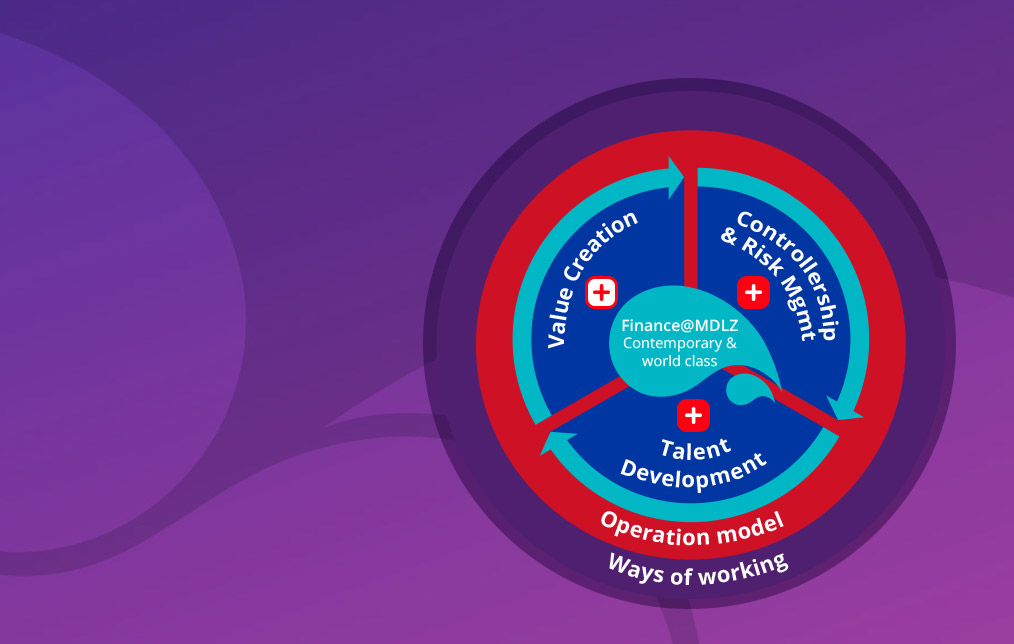 Value Creation
Controllership
& Risk Mgmt
Finance@MDLZ
Contemporary &
world class
Talent
Development
Operation model
Ways of working